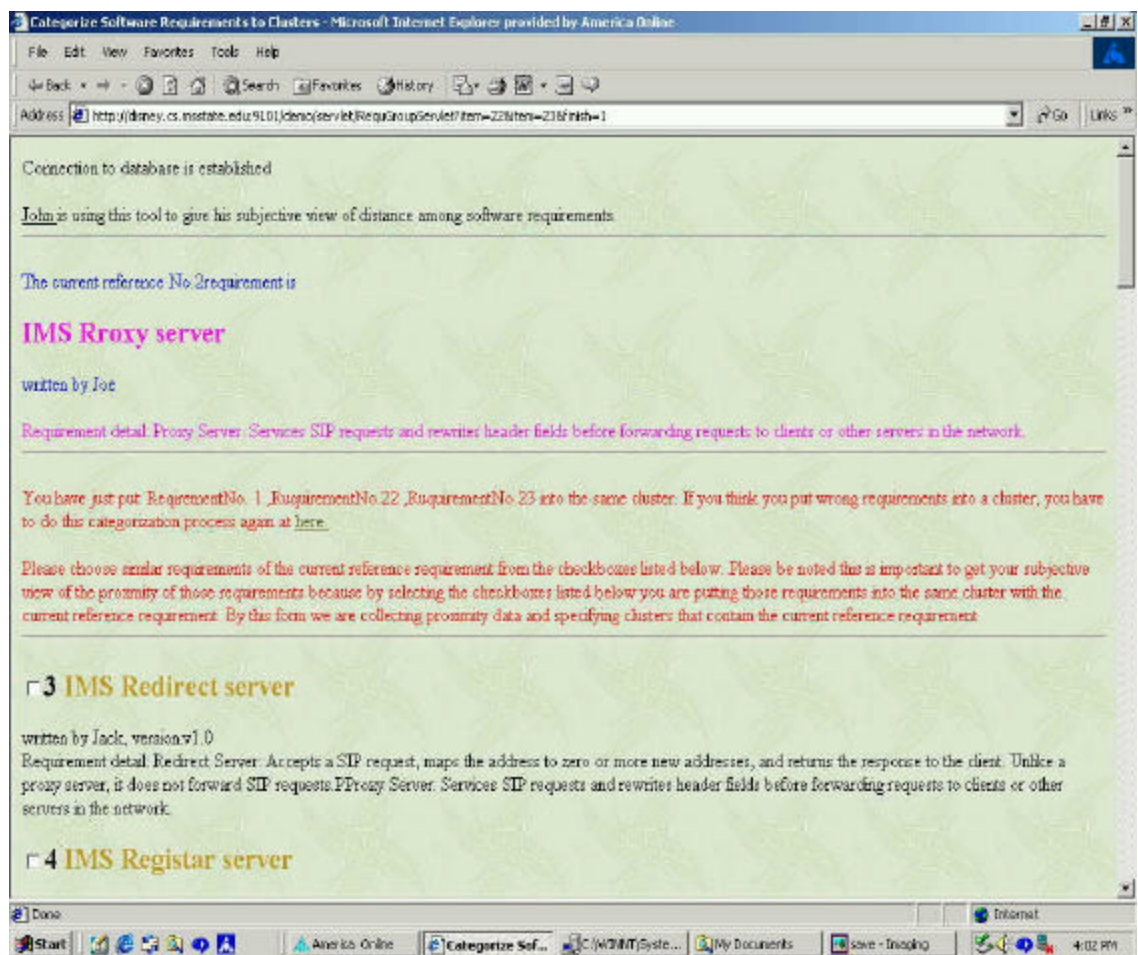 Categorize Software Requirements to Clusters - Microsoft Internet Explorer provided by America Online
File Edit View Favorites Tools Help
Back Search Favorites History
Address http://disney.cs.msstate.edu:9101/demo/servlet/RequGroupServlet?item=22&item=23&finish=1 Go Links »
Connection to database is established
John is using this tool to give his subjective view of distance among software requirements.
The current reference No.2requirement is
IMS Rroxy server
written by Joe
Requirement detail: Proxy Server: Services SIP requests and rewrites header fields before forwarding requests to clients or other servers in the network.
You have just put ReqirementNo. 1 ,RuquirementNo.22 ,RuquirementNo.23 into the same cluster. If you think you put wrong requirements into a cluster, you have
to do this categorization process again at here.
Please choose similar requirements of the current reference requirement from the checkboxes listed below. Please be noted this is important to get your subjective
view of the proximity of those requirements because by selecting the checkboxes listed below you are putting those requirements into the same cluster with the
current reference requirement. By this form we are collecting proximity data and specifying clusters that contain the current reference requirement
3 IMS Redirect server
written by Jack, version:v1.0
Requirement detail: Redirect Server: Accepts a SIP request, maps the address to zero or more new addresses, and returns the response to the client. Unlike a
proxy server, it does not forward SIP requests.PProxy Server: Services SIP requests and rewrites header fields before forwarding requests to clients or other
servers in the network.
4 IMS Registar server
Done Internet
Start America Online Categorize Sof... C:\WINNT\Syste... My Documents save - Imaging 4:02 PM